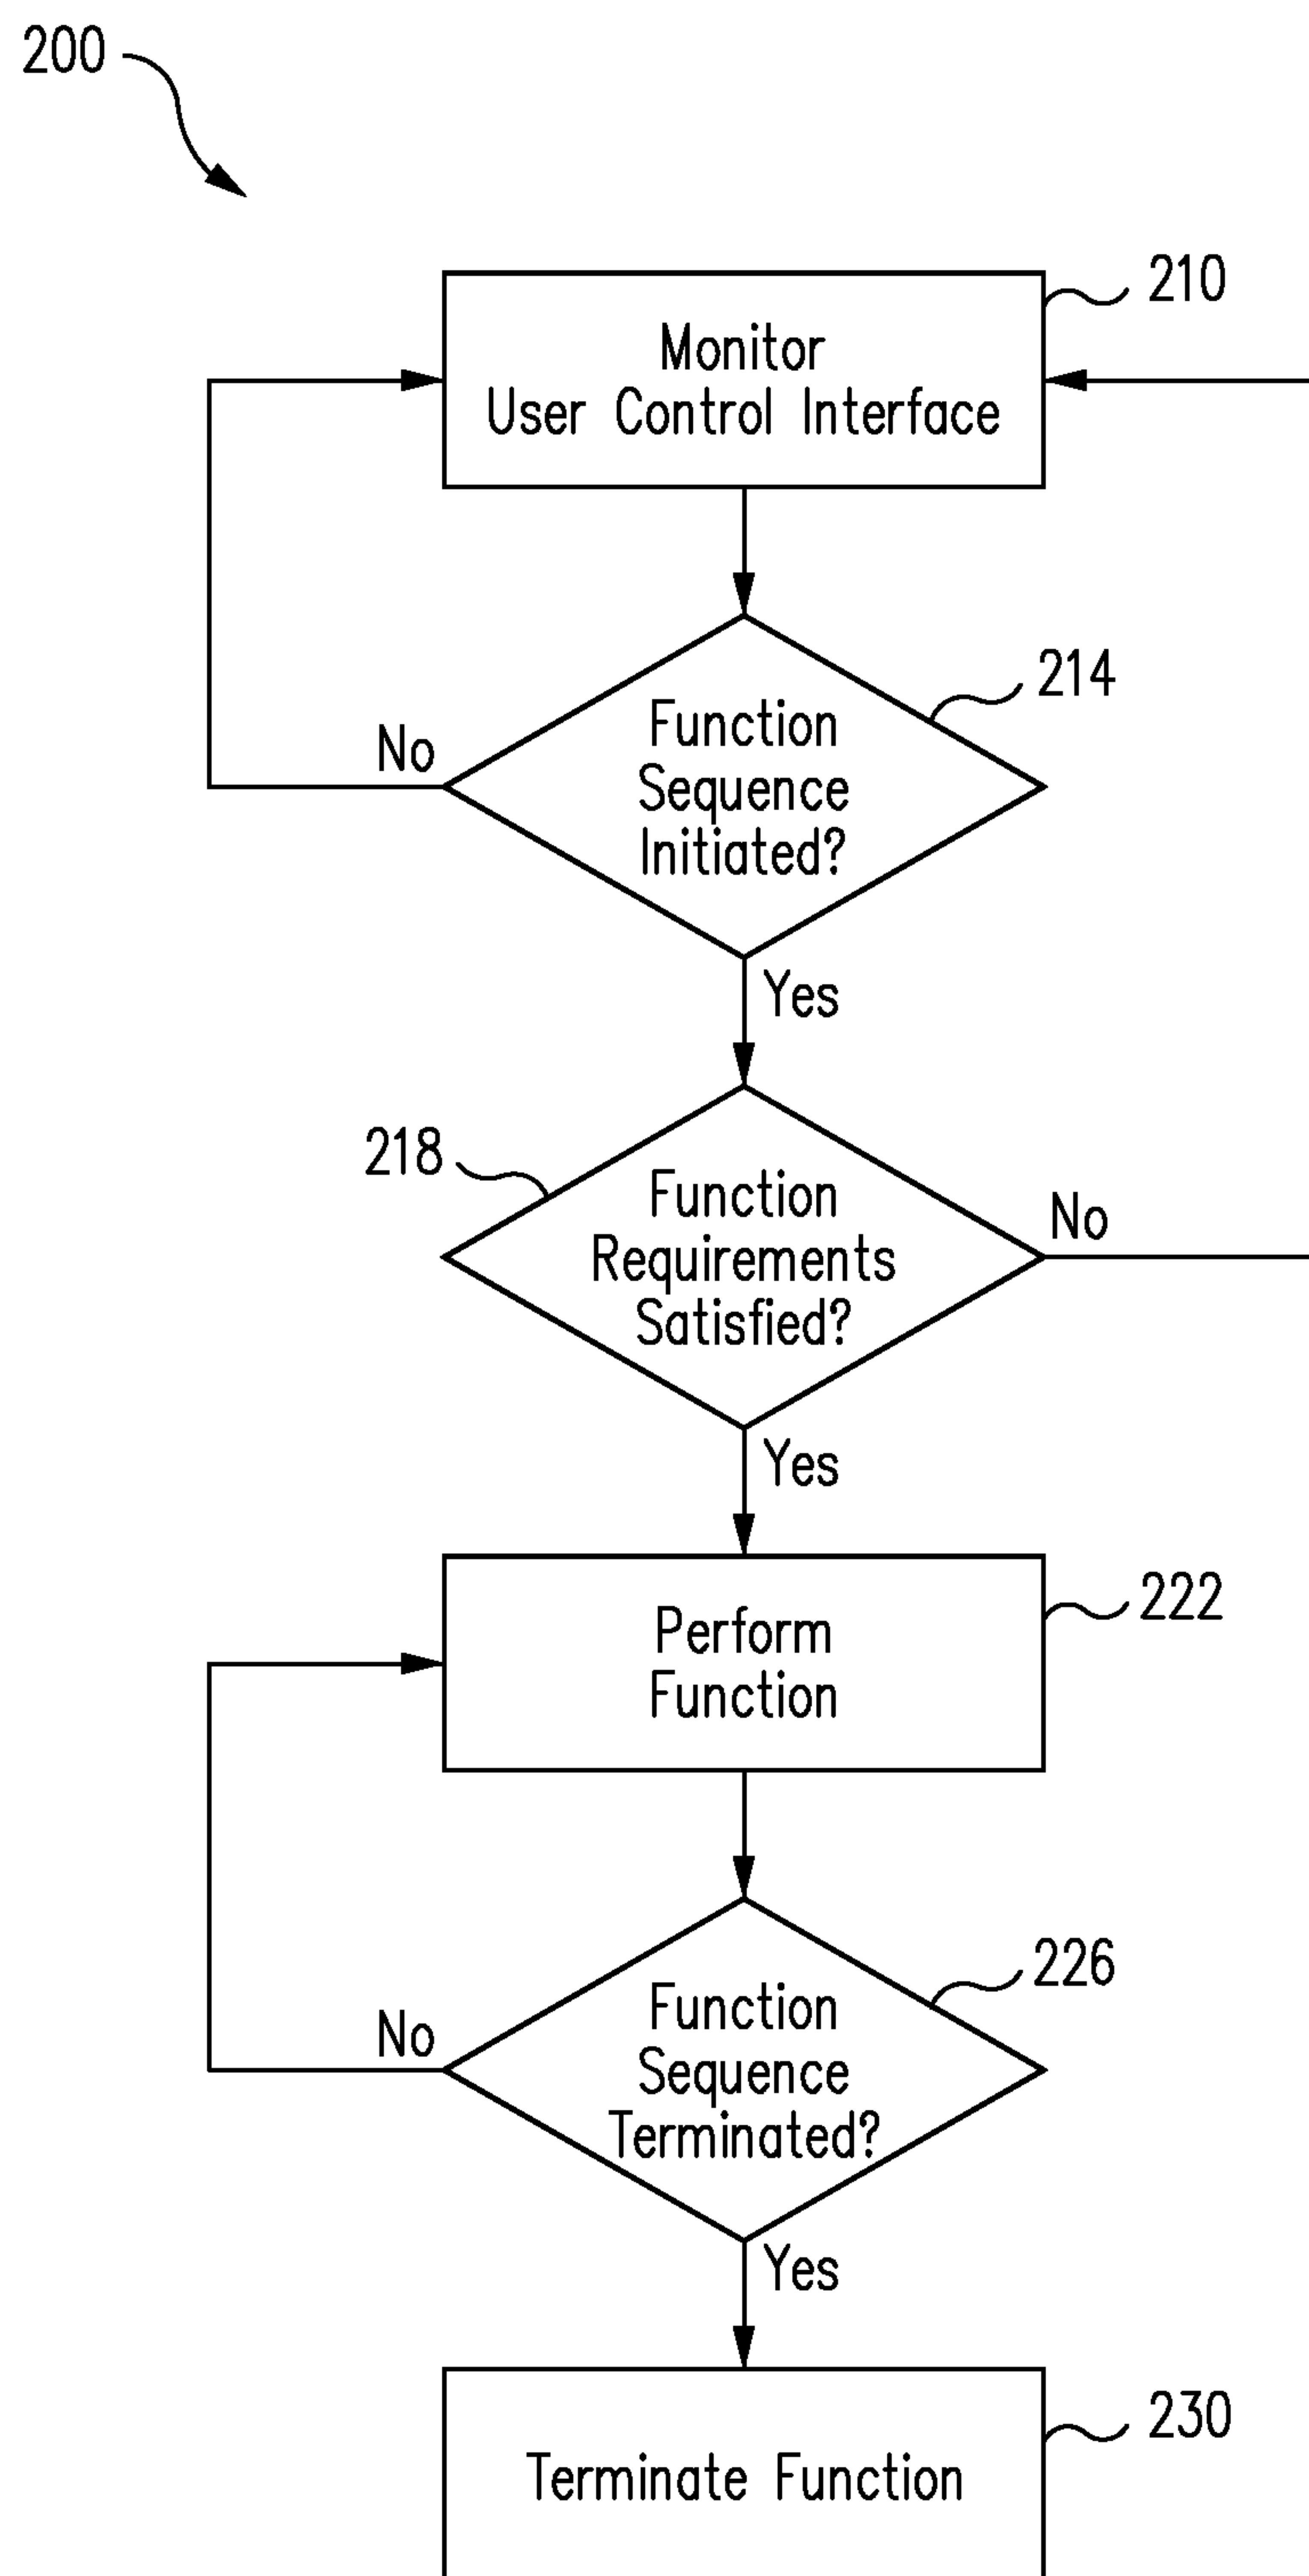 200
210
Monitor
User Control Interface
214
Function
Sequence
Initiated?
No
Yes
218
Function
Requirements
Satisfied?
No
Yes
222
Perform
Function
226
Function
Sequence
Terminated?
No
Yes
230
Terminate Function